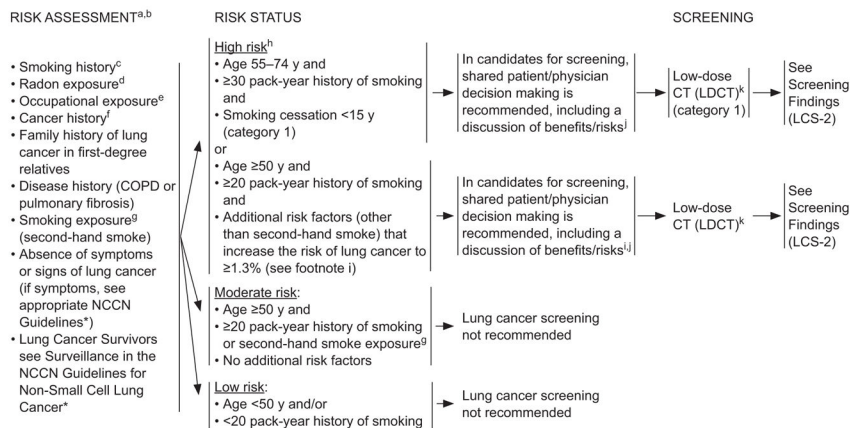 RISK ASSESSMENTa,b
• Smoking historyc
• Radon exposured
• Occupational exposuree
• Cancer historyf
• Family history of lung
cancer in first-degree
relatives
• Disease history (COPD or
pulmonary fibrosis)
• Smoking exposureg
(second-hand smoke)
• Absence of symptoms
or signs of lung cancer
(if symptoms, see
appropriate NCCN
Guidelines*)
• Lung Cancer Survivors
see Surveillance in the
NCCN Guidelines for
Non-Small Cell Lung
Cancer*
RISK STATUS
High riskh
• Age 55–74 y and
• ≥30 pack-year history of smoking
and
• Smoking cessation <15 y
(category 1)
or
• Age ≥50 y and
• ≥20 pack-year history of smoking
and
• Additional risk factors (other
than second-hand smoke) that
increase the risk of lung cancer to
≥1.3% (see footnote i)
Moderate risk:
• Age ≥50 y and
• ≥20 pack-year history of smoking
or second-hand smoke exposureg
• No additional risk factors
Low risk:
• Age <50 y and/or
• <20 pack-year history of smoking
In candidates for screening,
shared patient/physician
decision making is
recommended, including a
discussion of benefits/risksj
In candidates for screening,
shared patient/physician
decision making is
recommended, including a
discussion of benefits/risksi,j
Lung cancer screening
not recommended
Lung cancer screening
not recommended
SCREENING
Low-dose
CT (LDCT)k
(category 1)
See
Screening
Findings
(LCS-2)
Low-dose
CT (LDCT)k
See
Screening
Findings
(LCS-2)